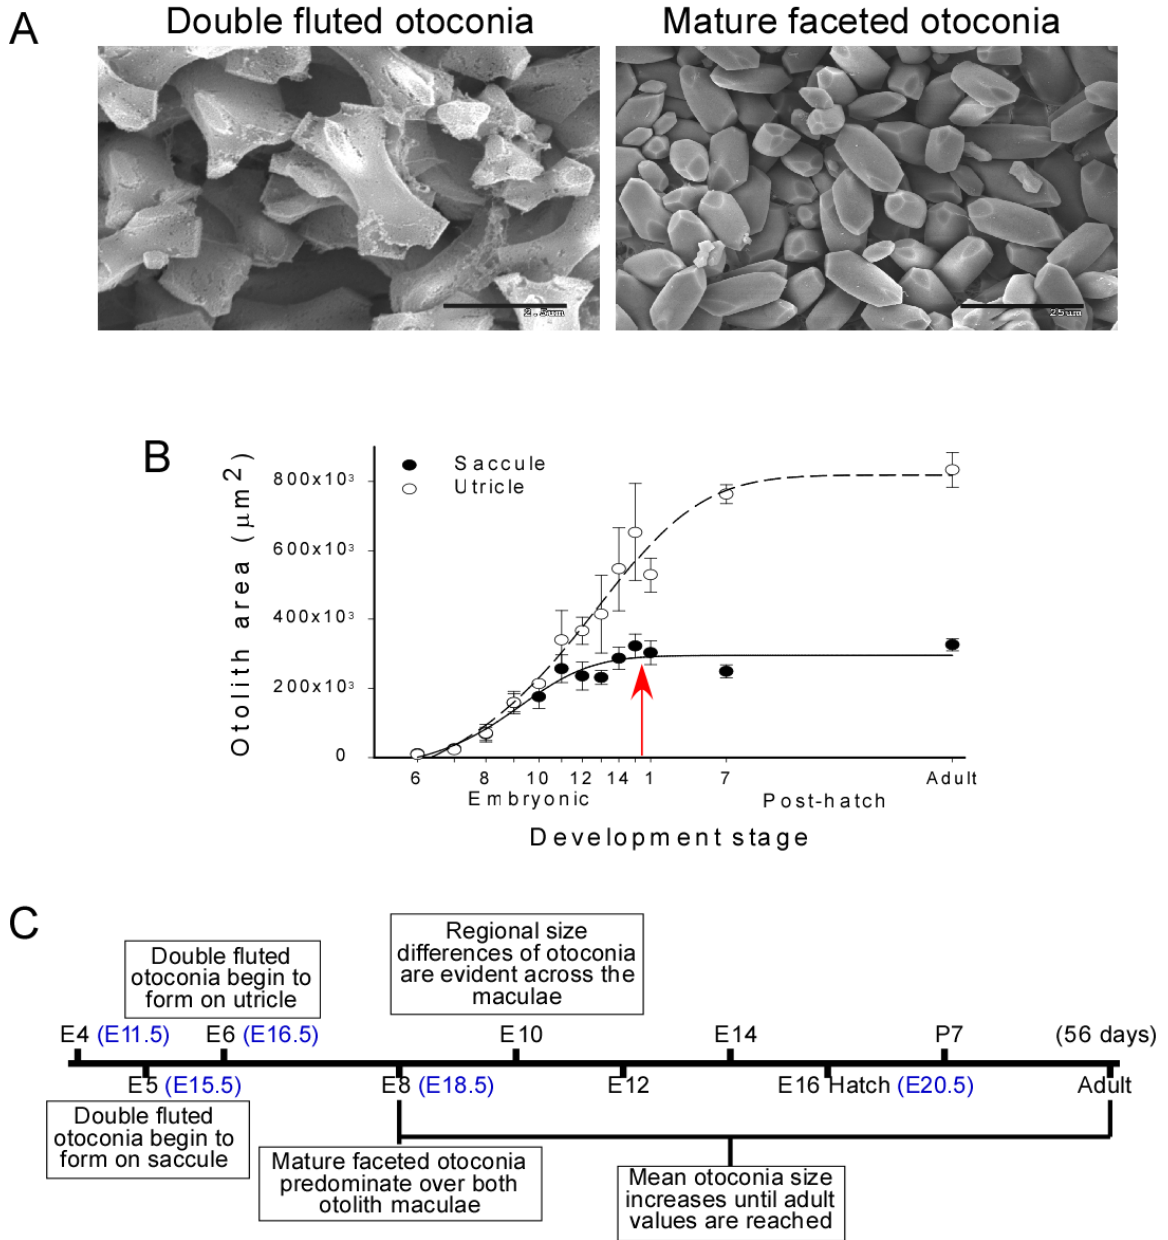 A
Double fluted otoconia
Mature faceted otoconia
2.5um
25um
B
Otolith area (μm²)
Saccule
Utricle
800x10³
600x10³
400x10³
200x10³
0
6 8 10 12 14 1 7 Adult
Embryonic Post-hatch
Development stage
C
Double fluted
otoconia begin to
form on utricle
Regional size
differences of otoconia
are evident across the
maculae
E4 (E11.5) E6 (E16.5) E10 E14 P7 (56 days)
E5 (E15.5) E8 (E18.5) E12 E16 Hatch (E20.5) Adult
Double fluted
otoconia begin to
form on saccule
Mature faceted otoconia
predominate over both
otolith maculae
Mean otoconia size
increases until adult
values are reached